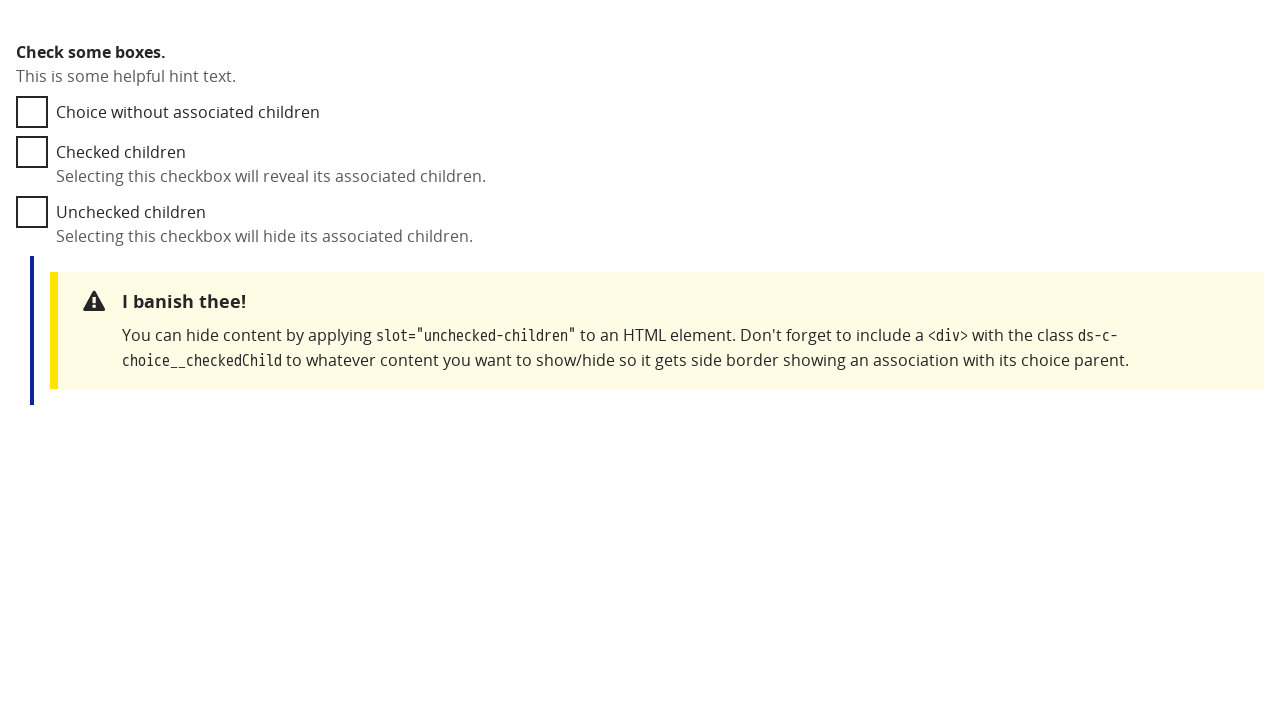 Check some boxes.
This is some helpful hint text.
Choice without associated children
Checked children
Selecting this checkbox will reveal its associated children.
Unchecked children
Selecting this checkbox will hide its associated children.
I banish thee!
You can hide content by applying slot="unchecked-children" to an HTML element. Don't forget to include a <div> with the class ds-c-
choice__checkedChild to whatever content you want to show/hide so it gets side border showing an association with its choice parent.